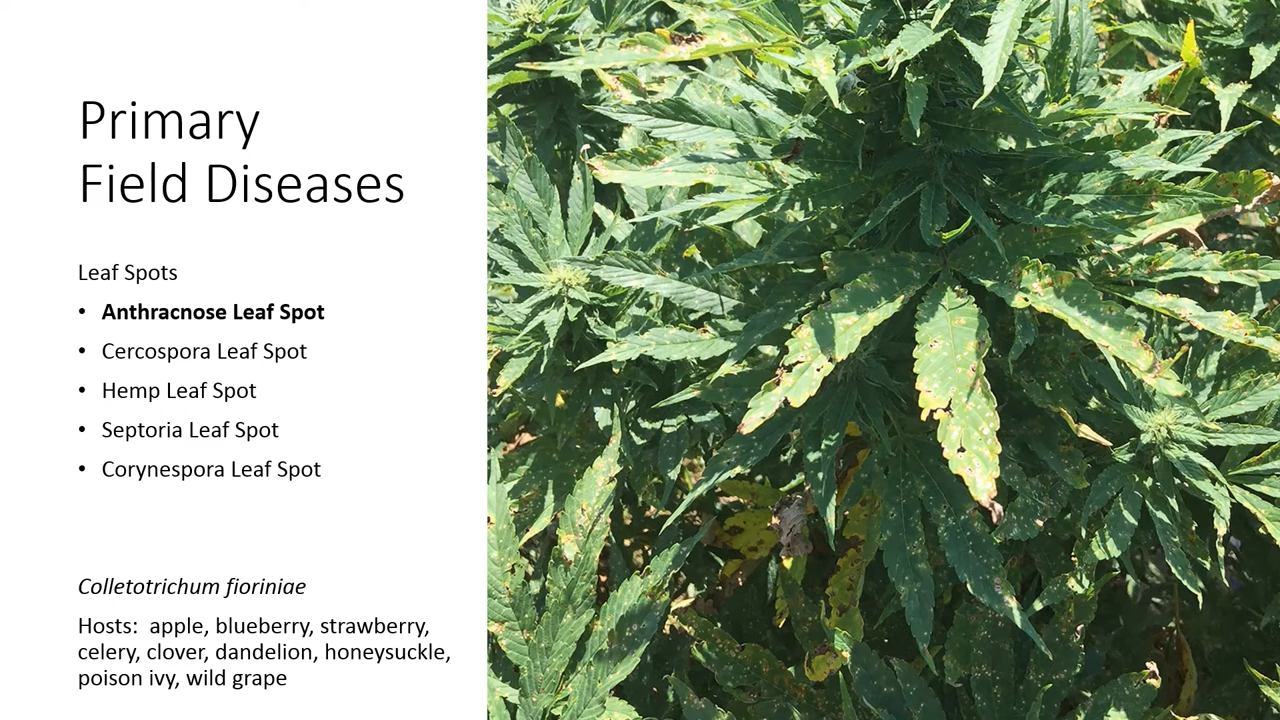 Primary
Field Diseases
Leaf Spots
• Anthracnose Leaf Spot
• Cercospora Leaf Spot
• Hemp Leaf Spot
• Septoria Leaf Spot
• Corynespora Leaf Spot
Colletotrichum fioriniae
Hosts:  apple, blueberry, strawberry,
celery, clover, dandelion, honeysuckle,
poison ivy, wild grape